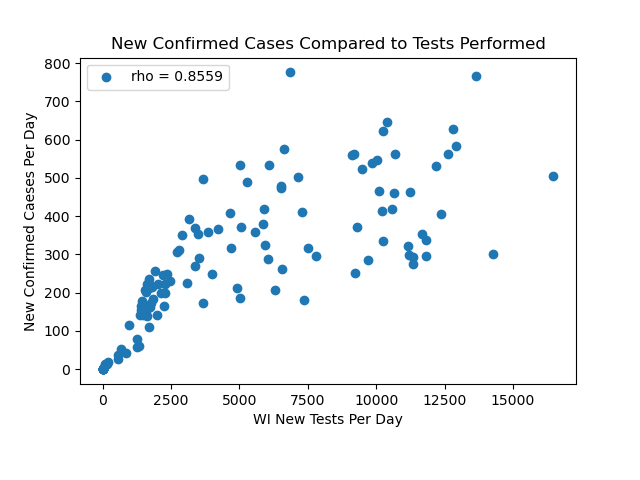 New Confirmed Cases Compared to Tests Performed
rho = 0.8559
800
700
600
500
400
300
200
100
0
New Confirmed Caeses Per Day
0 2500 5000 7500 10000 12500 15000
WI New Tests Per Day